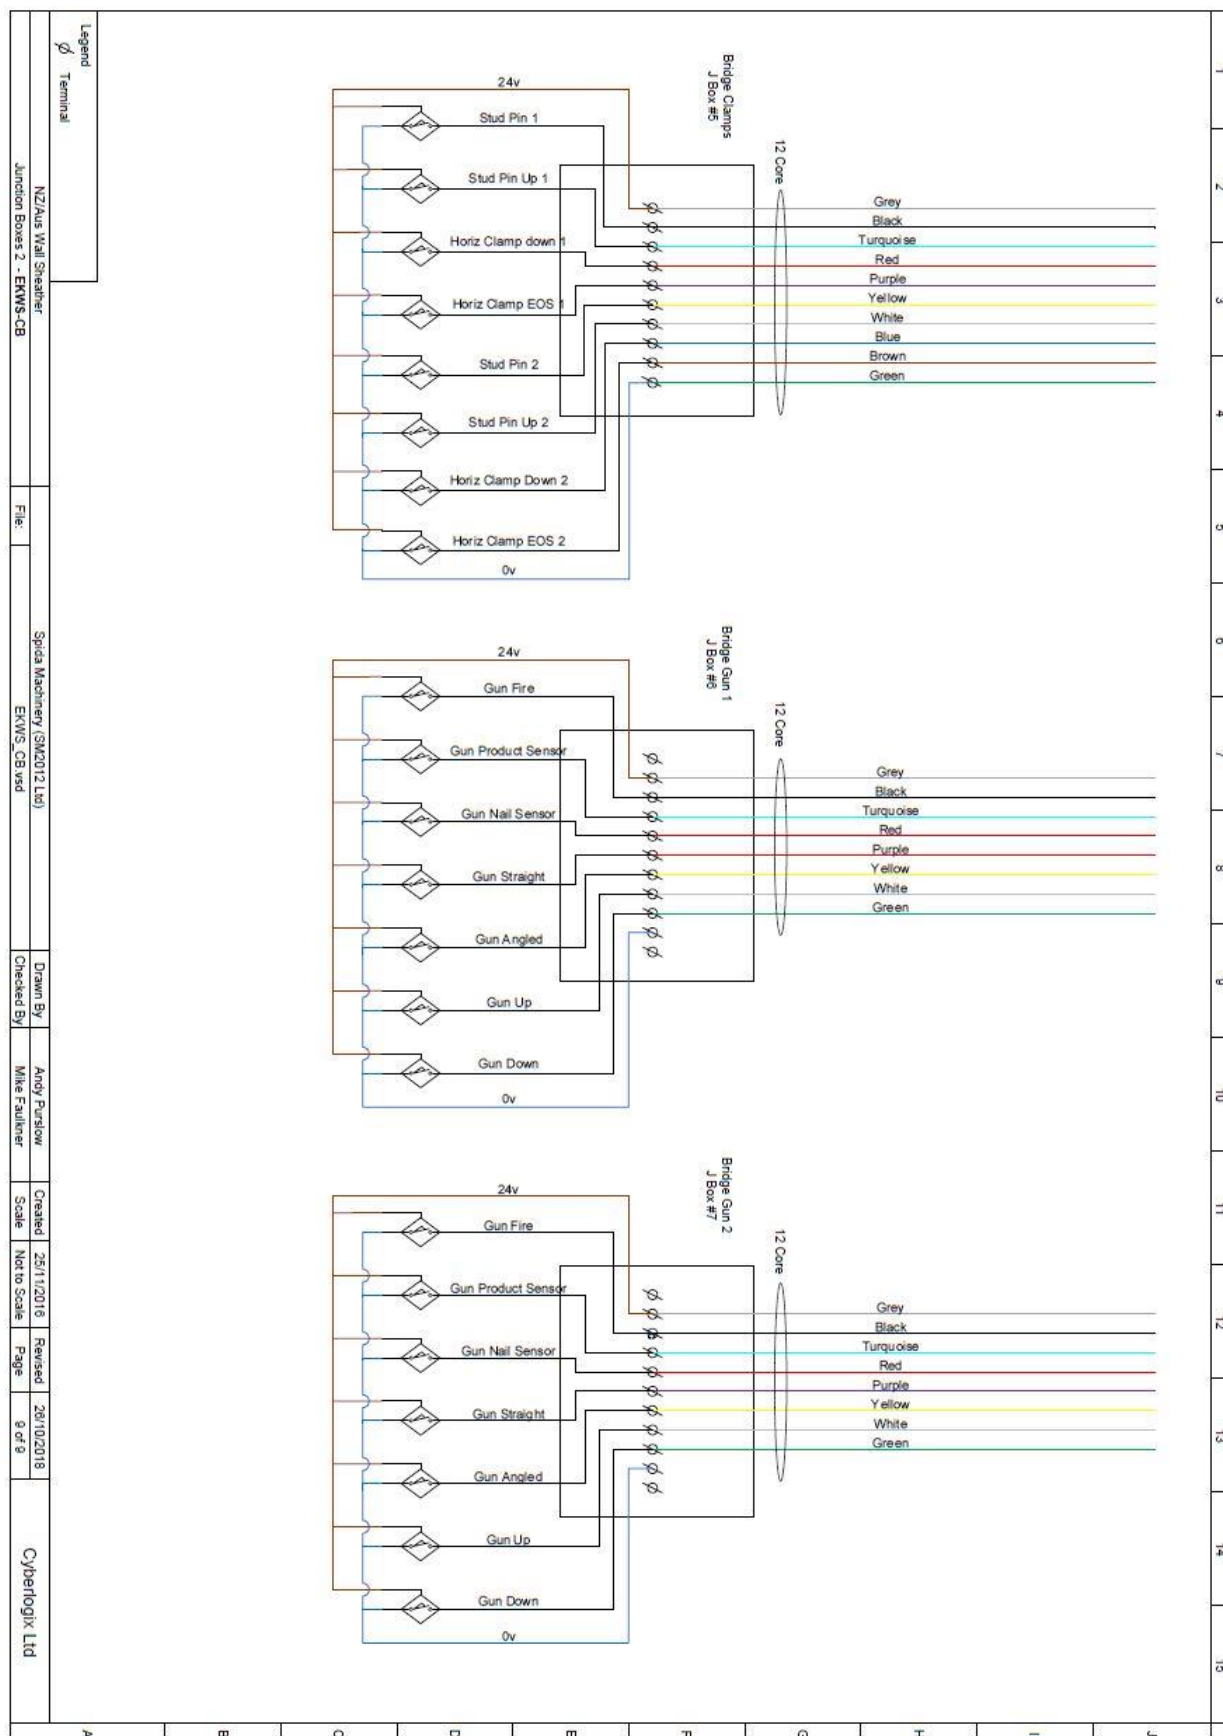 Legend
Terminal
Bridge Clamps
J Box #5
12 Core
24v
Stud Pin 1
Stud Pin Up 1
Horiz Clamp down 1
Horiz Clamp EOS 1
Stud Pin 2
Stud Pin Up 2
Horiz Clamp Down 2
Horiz Clamp EOS 2
0v
Grey
Black
Turquoise
Red
Purple
Yellow
White
Blue
Brown
Green
Bridge Gun 1
J Box #6
12 Core
24v
Gun Fire
Gun Product Sensor
Gun Nail Sensor
Gun Straight
Gun Angled
Gun Up
Gun Down
0v
Grey
Black
Turquoise
Red
Purple
Yellow
White
Green
Bridge Gun 2
J Box #7
12 Core
24v
Gun Fire
Gun Product Sensor
Gun Nail Sensor
Gun Straight
Gun Angled
Gun Up
Gun Down
0v
Grey
Black
Turquoise
Red
Purple
Yellow
White
Green
1
2
3
4
5
6
7
8
9
10
11
12
13
14
15
A
B
C
D
E
F
G
H
I
J
NZ/Aus Wall Sheather
Junction Boxes 2 - EKWS-CB
File:
Spida Machinery (SM2012 Ltd)
EKWS_CB.vsd
Drawn By
Andy Purslow
Checked By
Mike Faulkner
Created
25/11/2016
Scale
Not to Scale
Revised
26/10/2018
Page
9 of 9
Cyberlogix Ltd